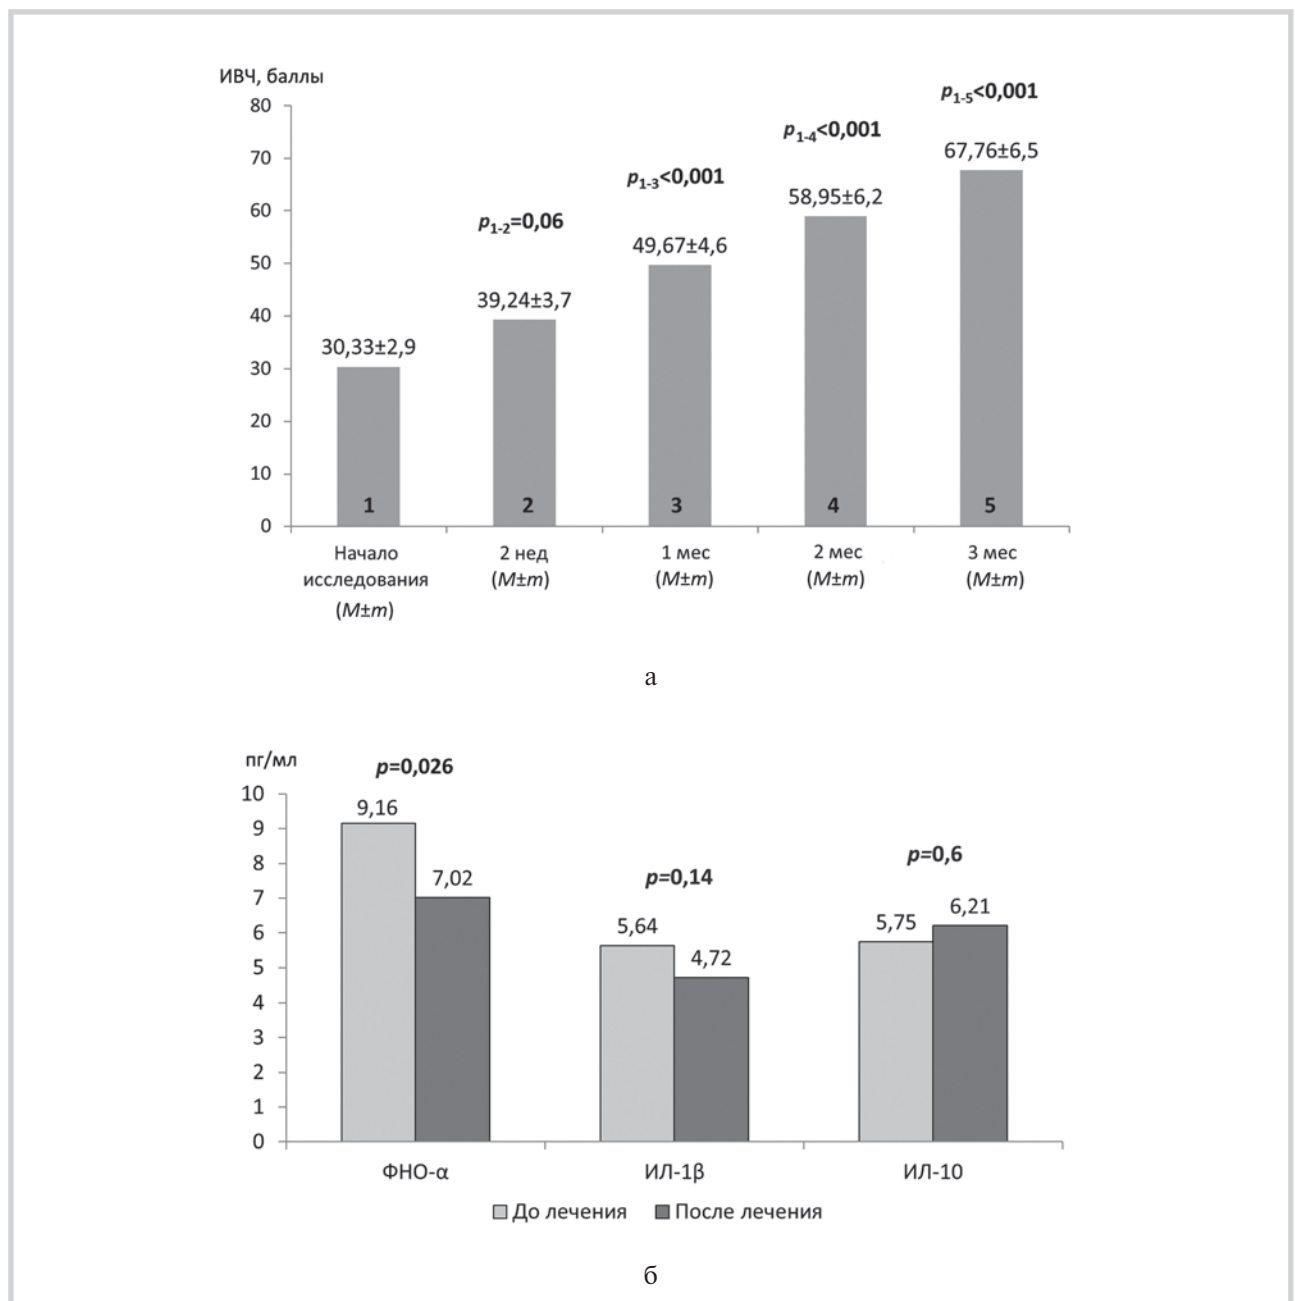 ИВЧ, баллы
p1-5<0,001
80
p1-4<0,001
67,76±6,5
70
p1-3<0,001
58,95±6,2
60
p1-2=0,06
49,67±4,6
50
39,24±3,7
40
30,33±2,9
30
20
10
1 2 3 4 5
0
Начало исследования (M±m)
2 нед (M±m)
1 мес (M±m)
2 мес (M±m)
3 мес (M±m)
а
пг/мл
p=0,026
10
9,16
9
p=0,6
8
p=0,14
7,02
7
6,21
5,75
5,64
6
4,72
5
4
3
2
1
0
ФНО-α ИЛ-1β ИЛ-10
До лечения После лечения
б